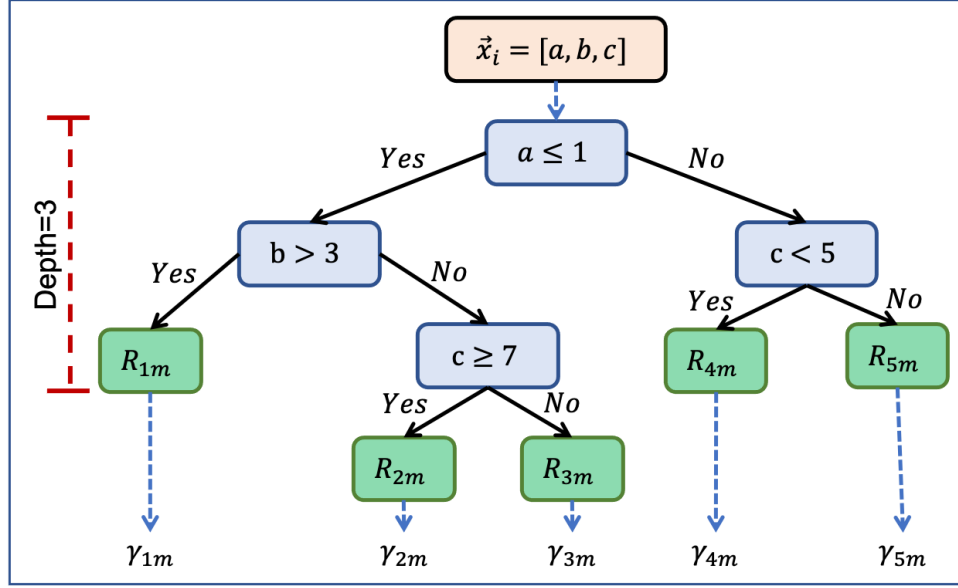 x⃗ᵢ = [a, b, c]
a ≤ 1
Yes
No
b > 3
c < 5
Depth=3
Yes
No
Yes
No
R₁ₘ
c ≥ 7
R₄ₘ
R₅ₘ
Yes
No
R₂ₘ
R₃ₘ
γ₁ₘ
γ₂ₘ
γ₃ₘ
γ₄ₘ
γ₅ₘ